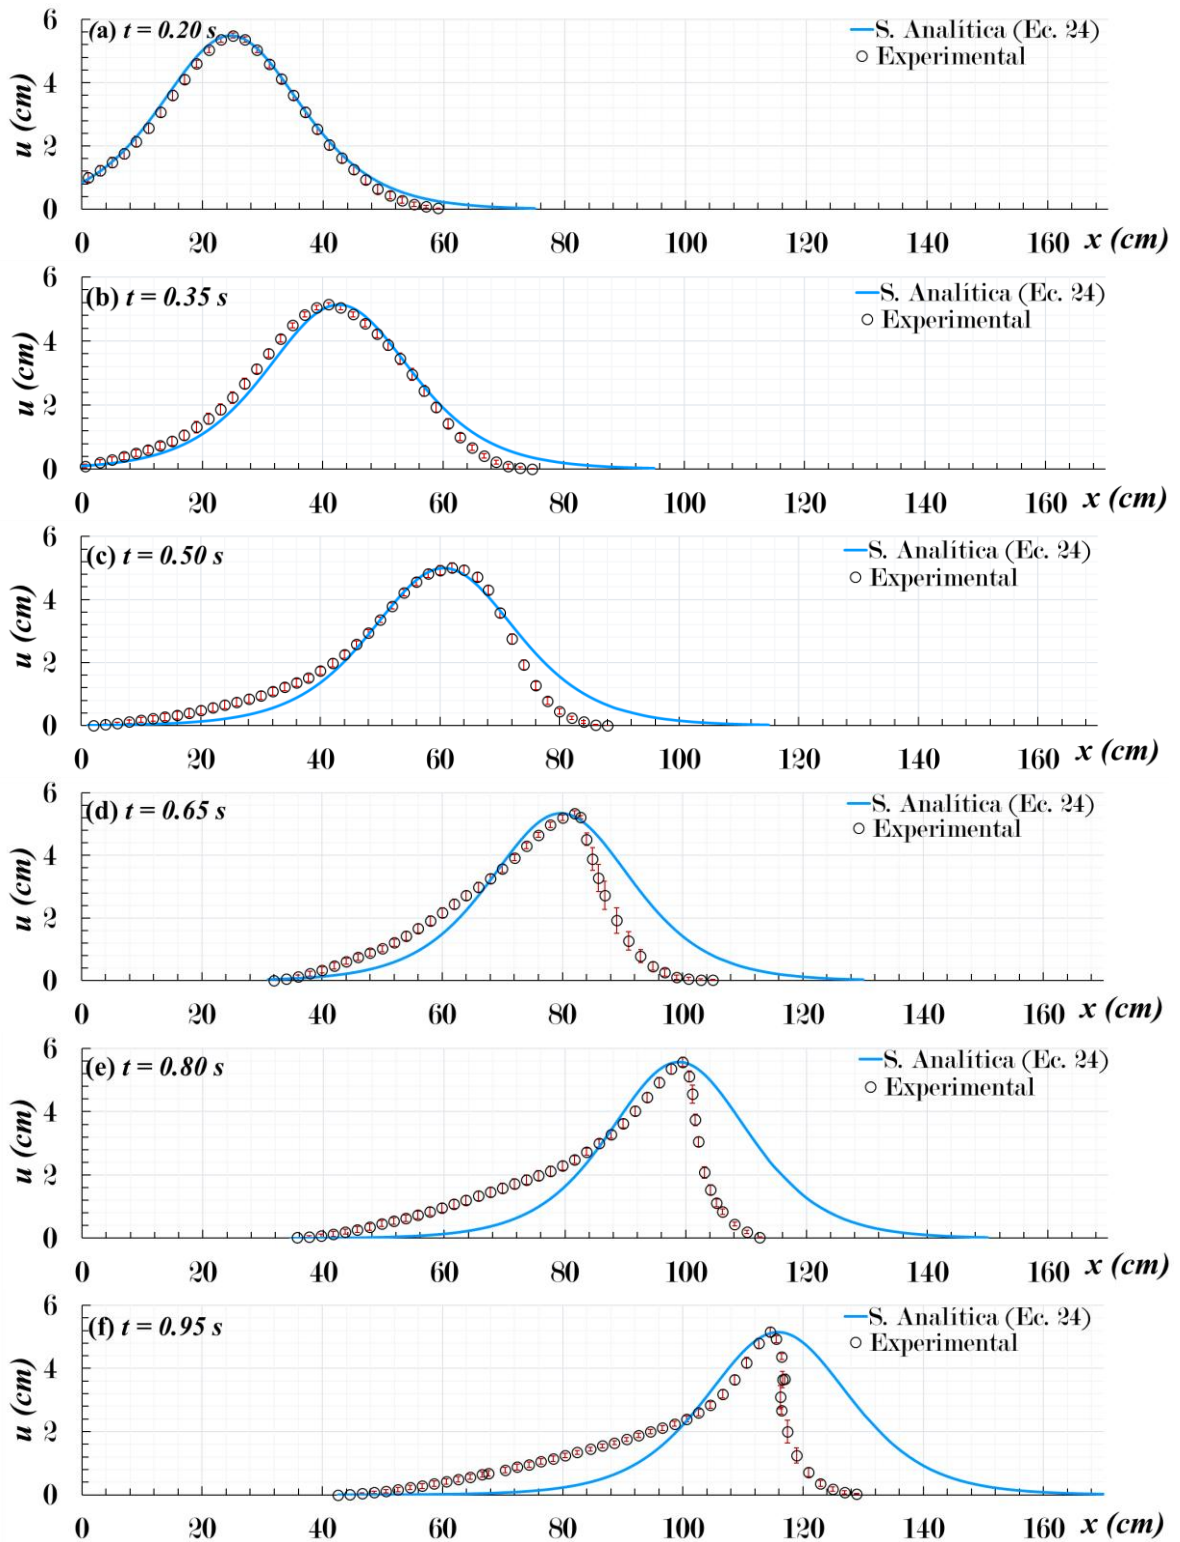 (a) t = 0.20 s
S. Analítica (Ec. 24)
Experimental
u (cm)
6
4
2
0
0 20 40 60 80 100 120 140 160 x (cm)
(b) t = 0.35 s
S. Analítica (Ec. 24)
Experimental
u (cm)
6
4
2
0
0 20 40 60 80 100 120 140 160 x (cm)
(c) t = 0.50 s
S. Analítica (Ec. 24)
Experimental
u (cm)
6
4
2
0
0 20 40 60 80 100 120 140 160 x (cm)
(d) t = 0.65 s
S. Analítica (Ec. 24)
Experimental
u (cm)
6
4
2
0
0 20 40 60 80 100 120 140 160 x (cm)
(e) t = 0.80 s
S. Analítica (Ec. 24)
Experimental
u (cm)
6
4
2
0
0 20 40 60 80 100 120 140 160 x (cm)
(f) t = 0.95 s
S. Analítica (Ec. 24)
Experimental
u (cm)
6
4
2
0
0 20 40 60 80 100 120 140 160 x (cm)